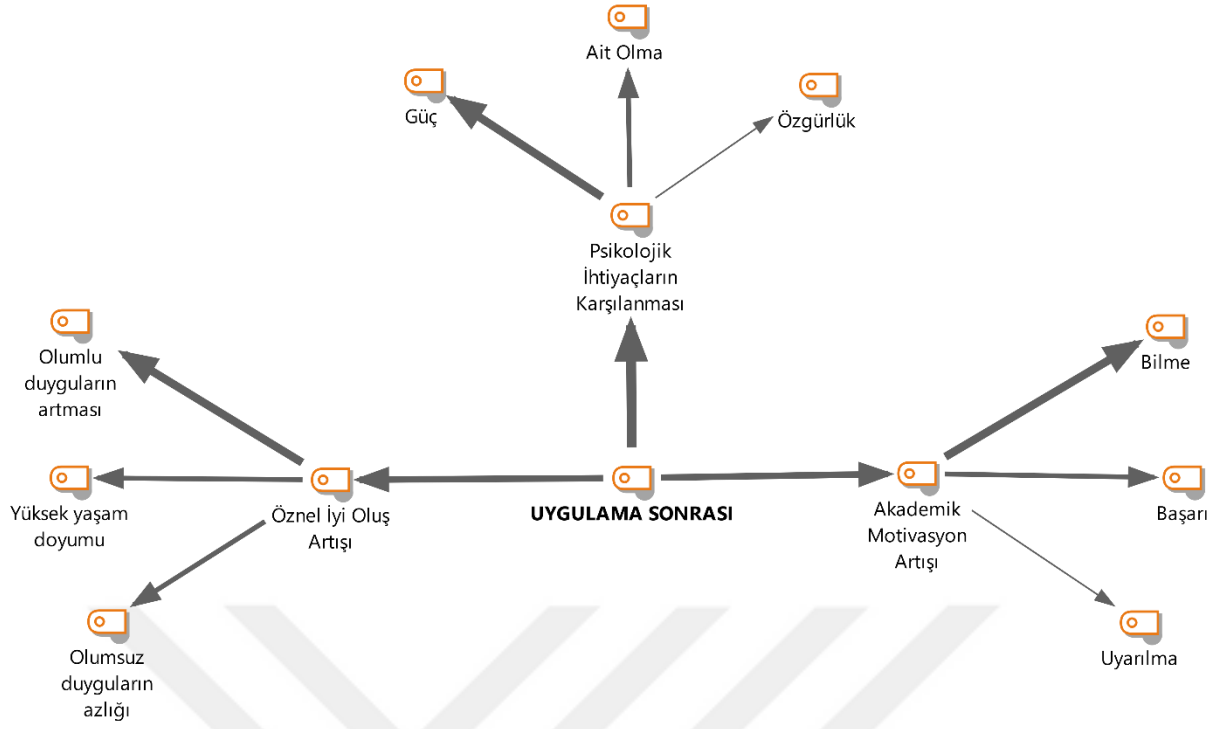 Ait Olma
Güç
Özgürlük
Psikolojik
İhtiyaçların
Karşılanması
Olumlu
duyguların
artması
Bilme
Yüksek yaşam
doyumu
Öznel İyi Oluş
Artışı
UYGULAMA SONRASI
Akademik
Motivasyon
Artışı
Başarı
Olumsuz
duyguların
azlığı
Uyarılma